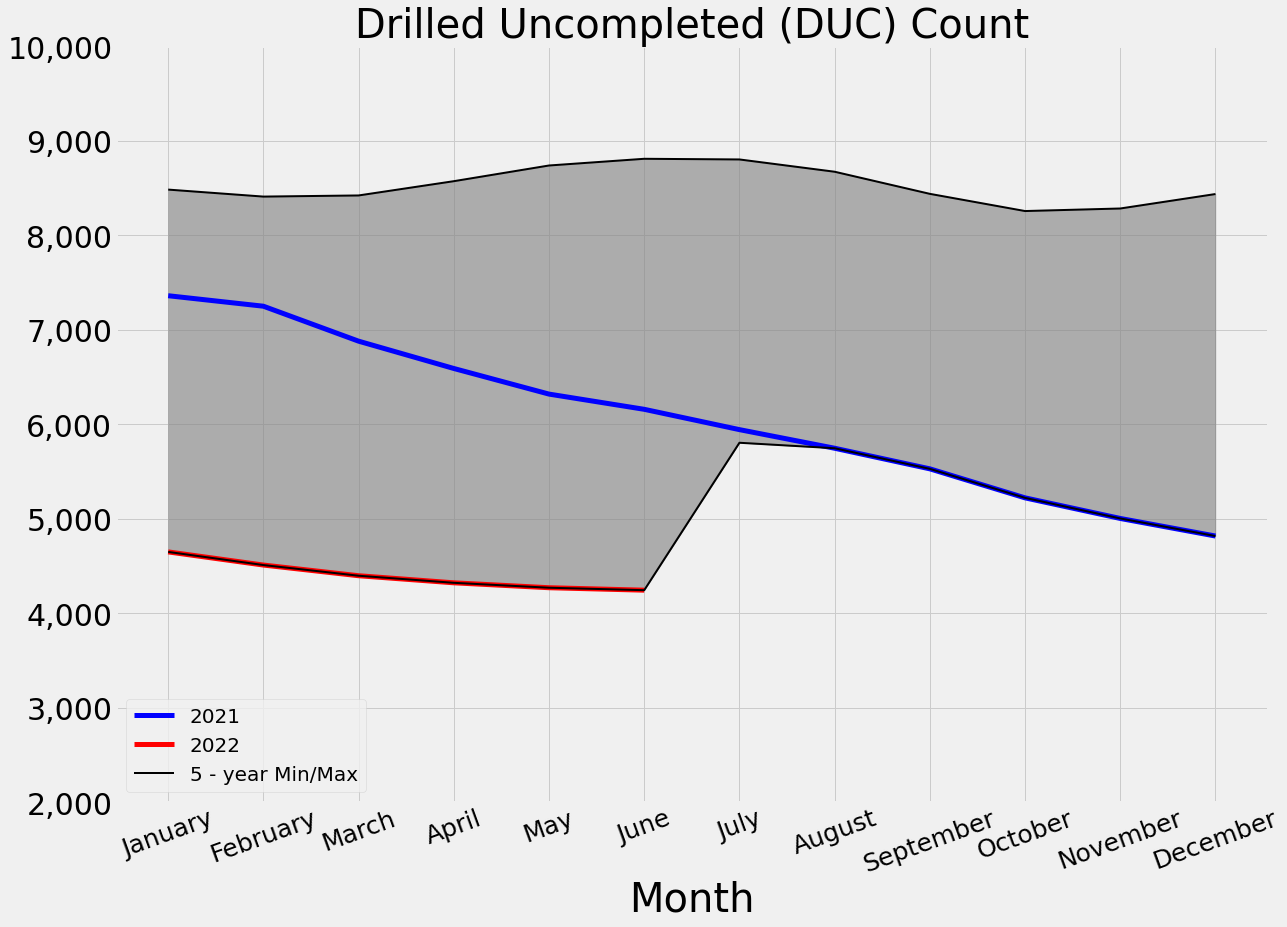 Drilled Uncompleted (DUC) Count
10,000
9,000
8,000
7,000
6,000
5,000
4,000
3,000
2,000
2021
2022
5 - year Min/Max
January
February
March
April
May
June
July
August
September
October
November
December
Month